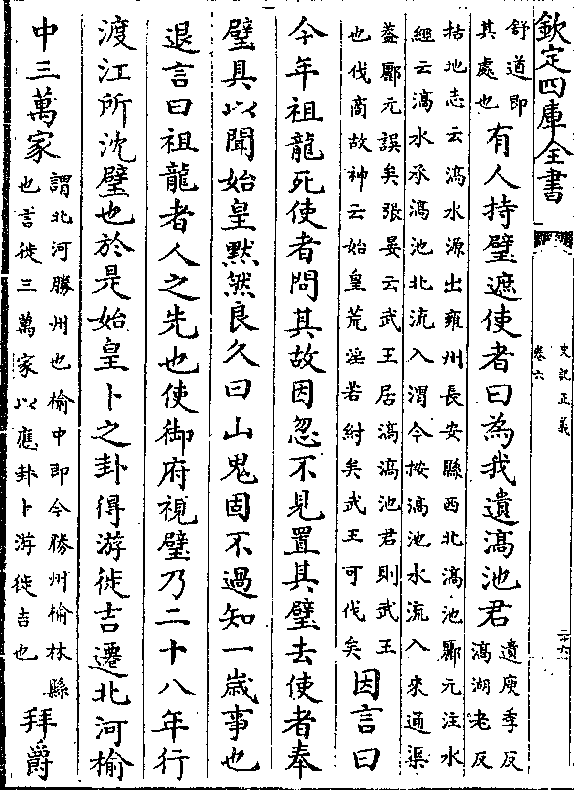 欽定四庫全書
史記正義
卷六
二十六
舒道即
其處也
有人持璧遮使者曰為我遺滈池君
遺庾季反
滈湖老反
括地志云滈水源出雍州長安縣西北滈池酈元注水
經云滈水承滈池北流入渭今按滈池水流入來通渠
葢酈元誤矣張晏云武王居滈滈池君則武王
也伐商故神云始皇荒淫若紂矣武王可伐矣
因言曰
今年祖龍死使者問其故因忽不見置其璧去使者奉
璧具以聞始皇黙然良久曰山鬼固不過知一歲事也
退言曰祖龍者人之先也使御府視璧乃二十八年行
渡江所沈璧也於是始皇卜之卦得游徙吉遷北河榆
中三萬家
謂北河勝州也榆中即今勝州榆林縣
也言徙三萬家以應卦卜游徙吉也
拜爵